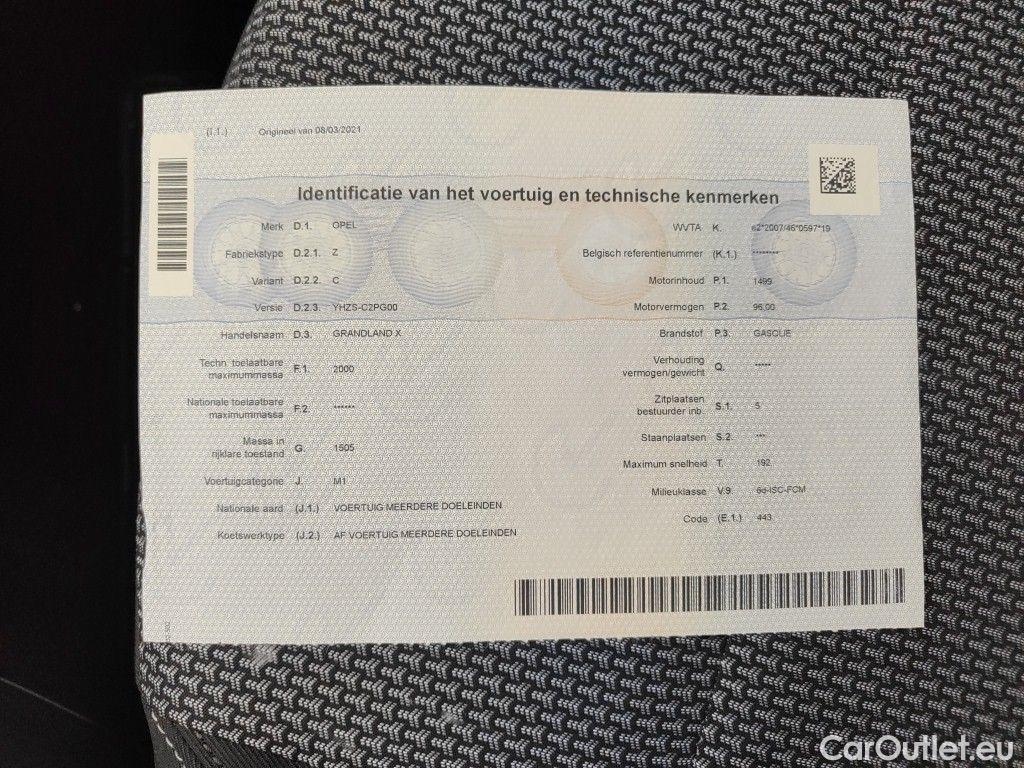 (I.1.) Origineel van 08/03/2021
Identificatie van het voertuig en technische kenmerken
Merk D.1. OPEL
Fabriekstype D.2.1. Z
Variant D.2.2. C
Versie D.2.3. YHZS-C2PG00
Handelsnaam D.3. GRANDLAND X
Techn. toelaatbare
maximummassa F.1. 2000
Nationale toelaatbare
maximummassa F.2. ******
Massa in
rijklare toestand G. 1505
Voertuigcategorie J. M1
Nationale aard (J.1.) VOERTUIG MEERDERE DOELEINDEN
Koetswerktype (J.2.) AF VOERTUIG MEERDERE DOELEINDEN
WVTA K. e2*2007/46*0597*19
Belgisch referentienummer (K.1.) ********
Motorinhoud P.1. 1499
Motorvermogen P.2. 96,00
Brandstof P.3. GASOLIE
Verhouding
vermogen/gewicht Q. *****
Zitplaatsen
bestuurder inb. S.1. 5
Staanplaatsen S.2. ***
Maximum snelheid T. 192
Milieuklasse V.9. 6d-ISC-FCM
Code (E.1.) 443
CarOutlet.eu